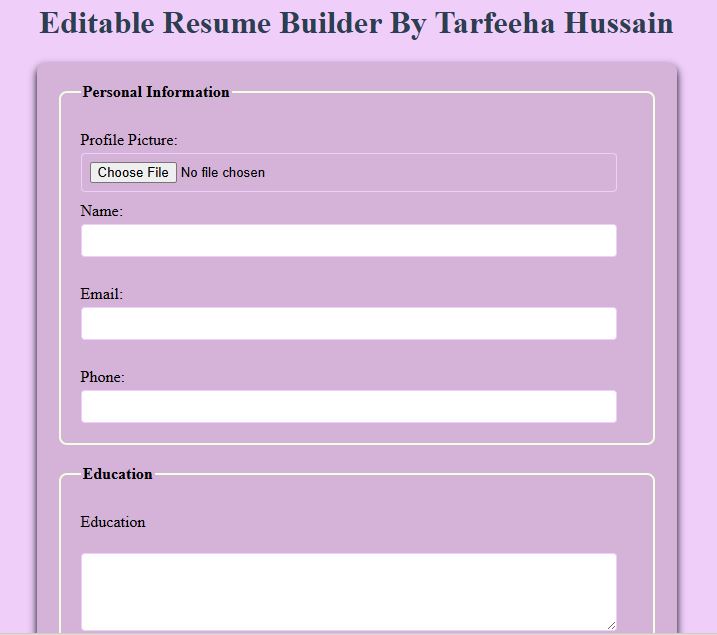 Editable Resume Builder By Tarfeeha Hussain
Personal Information
Profile Picture:
Choose File No file chosen
Name:
Email:
Phone:
Education
Education